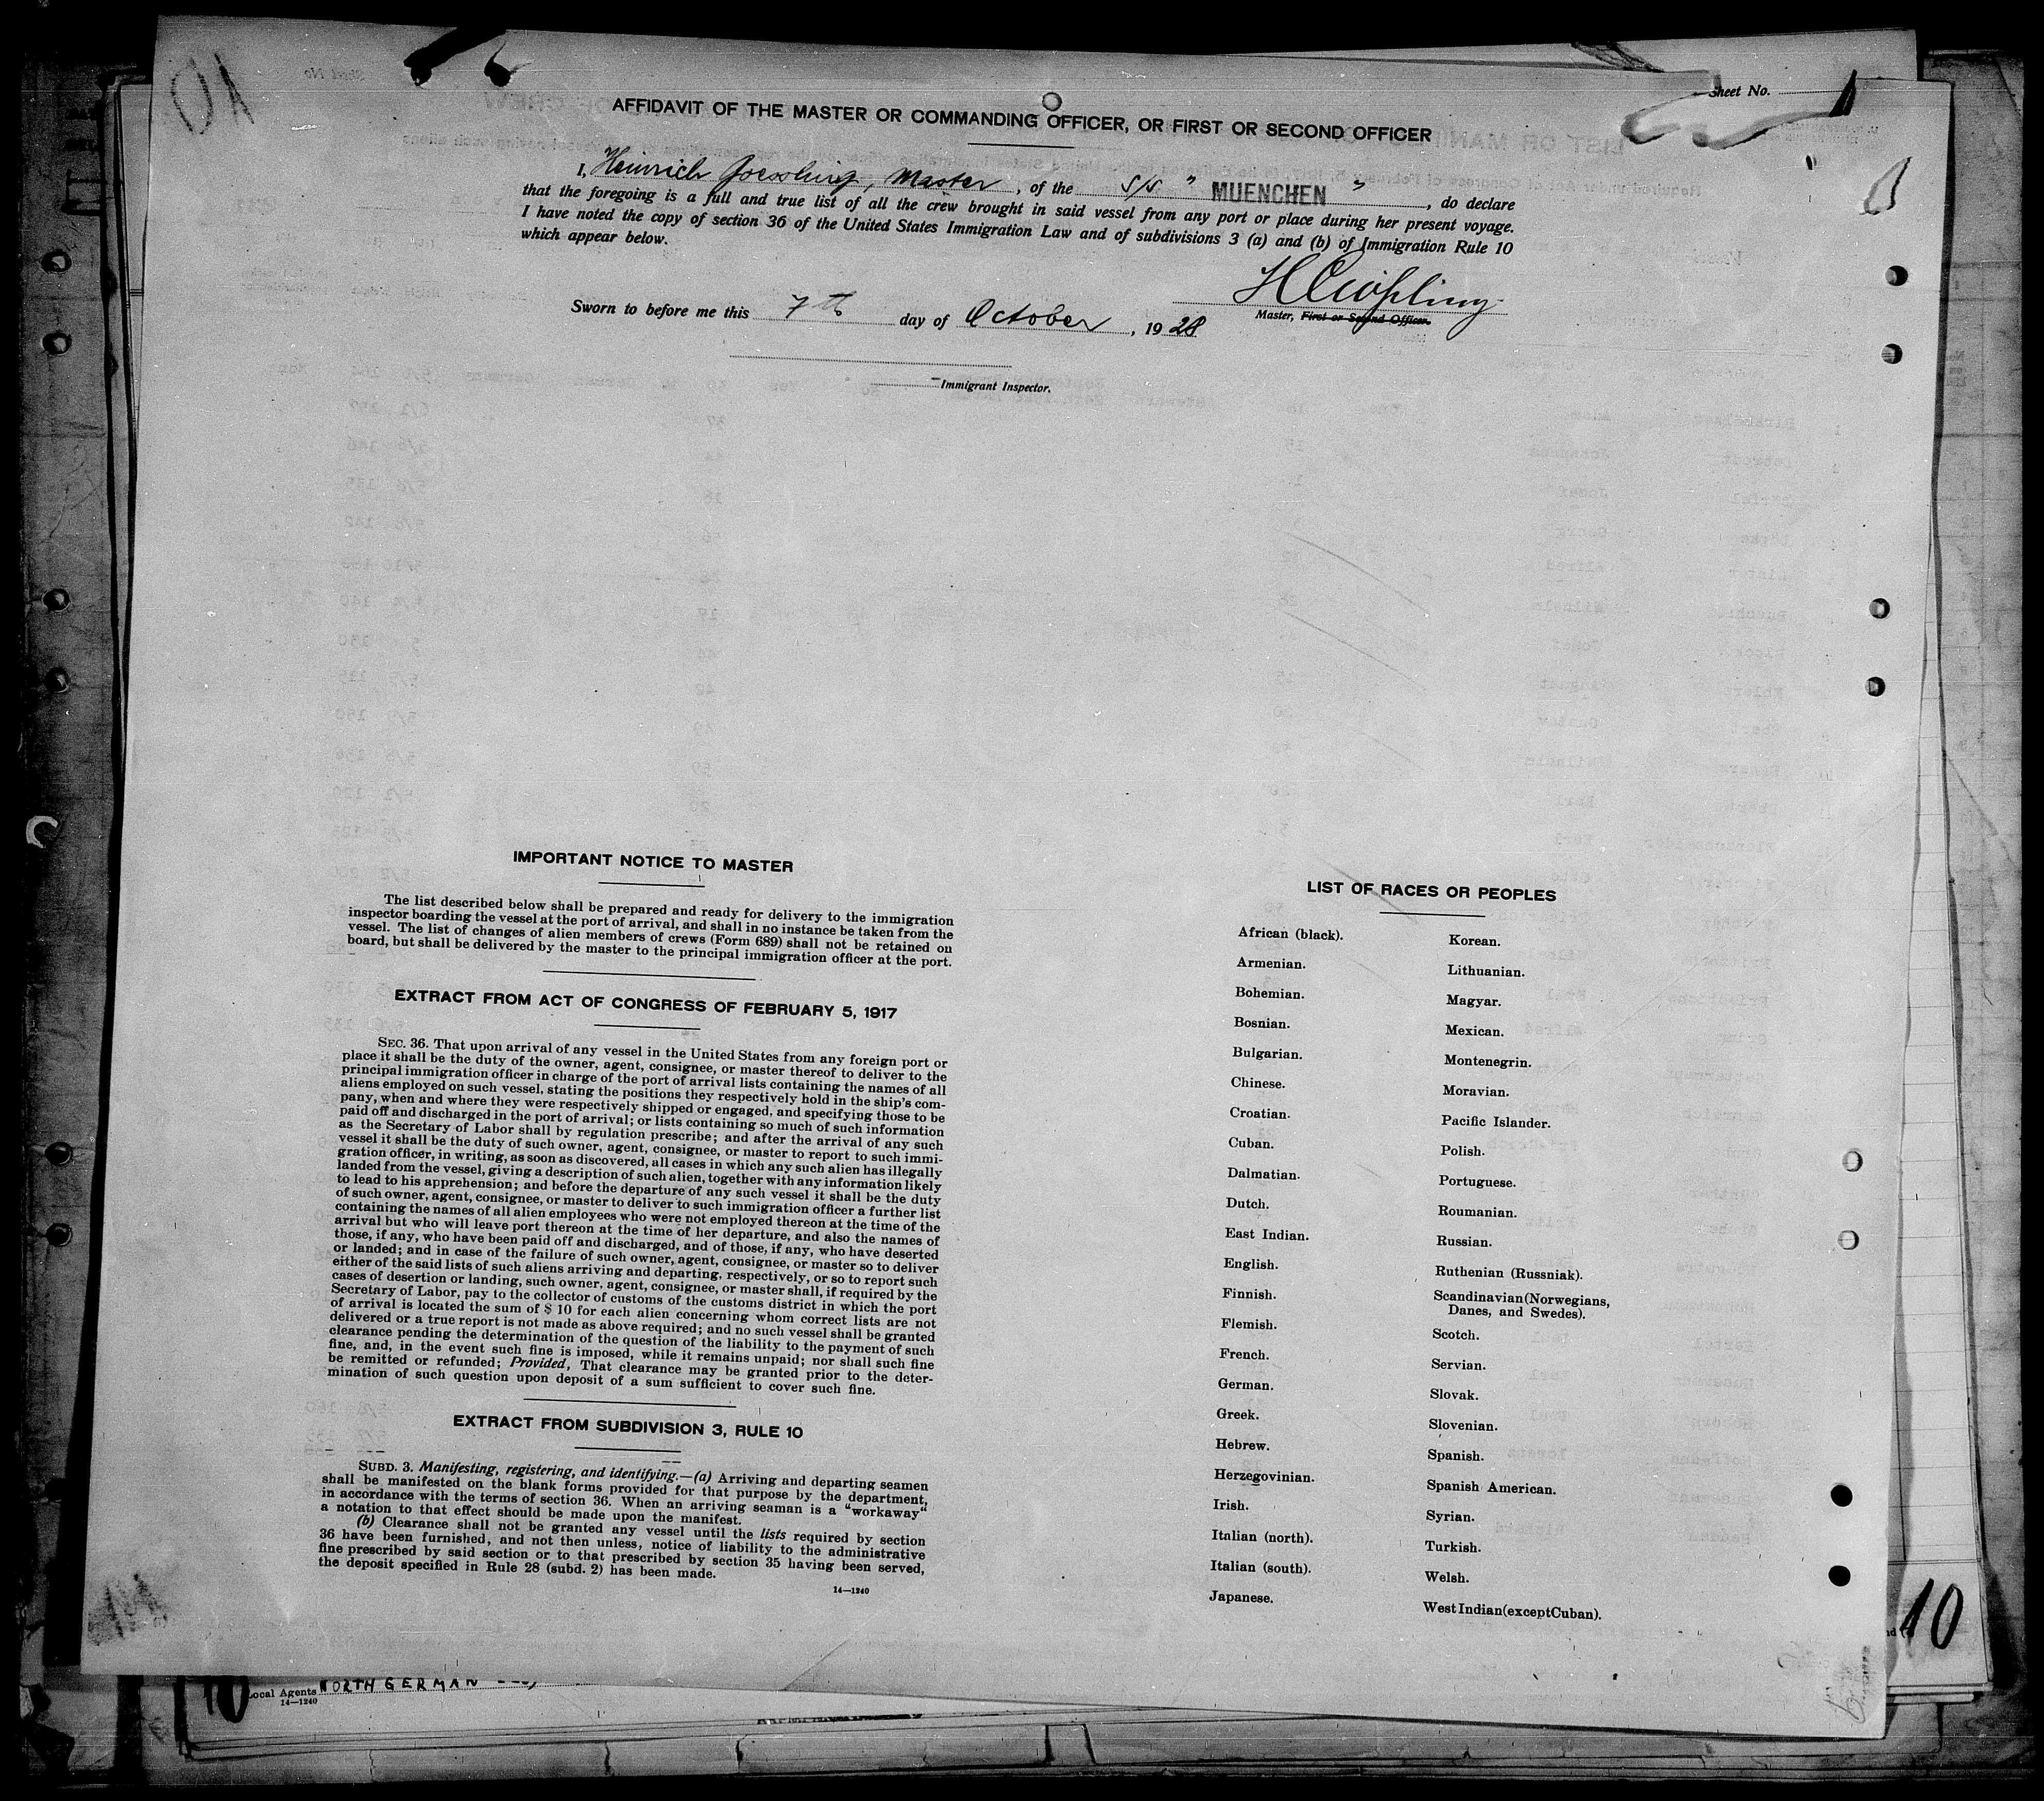 Sheet No.
AFFIDAVIT OF THE MASTER OR COMMANDING OFFICER, OR FIRST OR SECOND OFFICER
I, Heinrich Goessling, Master, of the S/S " MUENCHEN ", do declare
that the foregoing is a full and true list of all the crew brought in said vessel from any port or place during her present voyage.
I have noted the copy of section 36 of the United States Immigration Law and of subdivisions 3 (a) and (b) of Immigration Rule 10
which appear below.
Master, First or Second Officer.
Sworn to before me this 7th day of October, 1928
Immigrant Inspector.
IMPORTANT NOTICE TO MASTER
The list described below shall be prepared and ready for delivery to the immigration
inspector boarding the vessel at the port of arrival, and shall in no instance be taken from the
vessel. The list of changes of alien members of crews (Form 689) shall not be retained on
board, but shall be delivered by the master to the principal immigration officer at the port.
EXTRACT FROM ACT OF CONGRESS OF FEBRUARY 5, 1917
SEC. 36. That upon arrival of any vessel in the United States from any foreign port or
place it shall be the duty of the owner, agent, consignee, or master thereof to deliver to the
principal immigration officer in charge of the port of arrival lists containing the names of all
aliens employed on such vessel, stating the positions they respectively hold in the ship's com-
pany, when and where they were respectively shipped or engaged, and specifying those to be
paid off and discharged in the port of arrival; or lists containing so much of such information
as the Secretary of Labor shall by regulation prescribe; and after the arrival of any such
vessel it shall be the duty of such owner, agent, consignee, or master to report to such immi-
gration officer, in writing, as soon as discovered, all cases in which any such alien has illegally
landed from the vessel, giving a description of such alien, together with any information likely
to lead to his apprehension; and before the departure of any such vessel it shall be the duty
of such owner, agent, consignee, or master to deliver to such immigration officer a further list
containing the names of all alien employees who were not employed thereon at the time of the
arrival but who will leave port thereon at the time of her departure, and also the names of
those, if any, who have been paid off and discharged, and of those, if any, who have deserted
or landed; and in case of the failure of such owner, agent, consignee, or master so to deliver
either of the said lists of such aliens arriving and departing, respectively, or so to report such
cases of desertion or landing, such owner, agent, consignee, or master shall, if required by the
Secretary of Labor, pay to the collector of customs of the customs district in which the port
of arrival is located the sum of $ 10 for each alien concerning whom correct lists are not
delivered or a true report is not made as above required; and no such vessel shall be granted
clearance pending the determination of the question of the liability to the payment of such
fine, and, in the event such fine is imposed, while it remains unpaid; nor shall such fine
be remitted or refunded; Provided, That clearance may be granted prior to the deter-
mination of such question upon deposit of a sum sufficient to cover such fine.
EXTRACT FROM SUBDIVISION 3, RULE 10
SUBD. 3. Manifesting, registering, and identifying.—(a) Arriving and departing seamen
shall be manifested on the blank forms provided for that purpose by the department,
in accordance with the terms of section 36. When an arriving seaman is a "workaway"
a notation to that effect should be made upon the manifest.
(b) Clearance shall not be granted any vessel until the lists required by section
36 have been furnished, and not then unless, notice of liability to the administrative
fine prescribed by said section or to that prescribed by section 35 having been served,
the deposit specified in Rule 28 (subd. 2) has been made.
14—1240
LIST OF RACES OR PEOPLES
African (black).
Armenian.
Bohemian.
Bosnian.
Bulgarian.
Chinese.
Croatian.
Cuban.
Dalmatian.
Dutch.
East Indian.
English.
Finnish.
Flemish.
French.
German.
Greek.
Hebrew.
Herzegovinian.
Irish.
Italian (north).
Italian (south).
Japanese.
Korean.
Lithuanian.
Magyar.
Mexican.
Montenegrin.
Moravian.
Pacific Islander.
Polish.
Portuguese.
Roumanian.
Russian.
Ruthenian (Russniak).
Scandinavian (Norwegians,
Danes, and Swedes).
Scotch.
Servian.
Slovak.
Slovenian.
Spanish.
Spanish American.
Syrian.
Turkish.
Welsh.
West Indian (except Cuban).
10
10
Local Agents NORTH GERMAN
14—1240